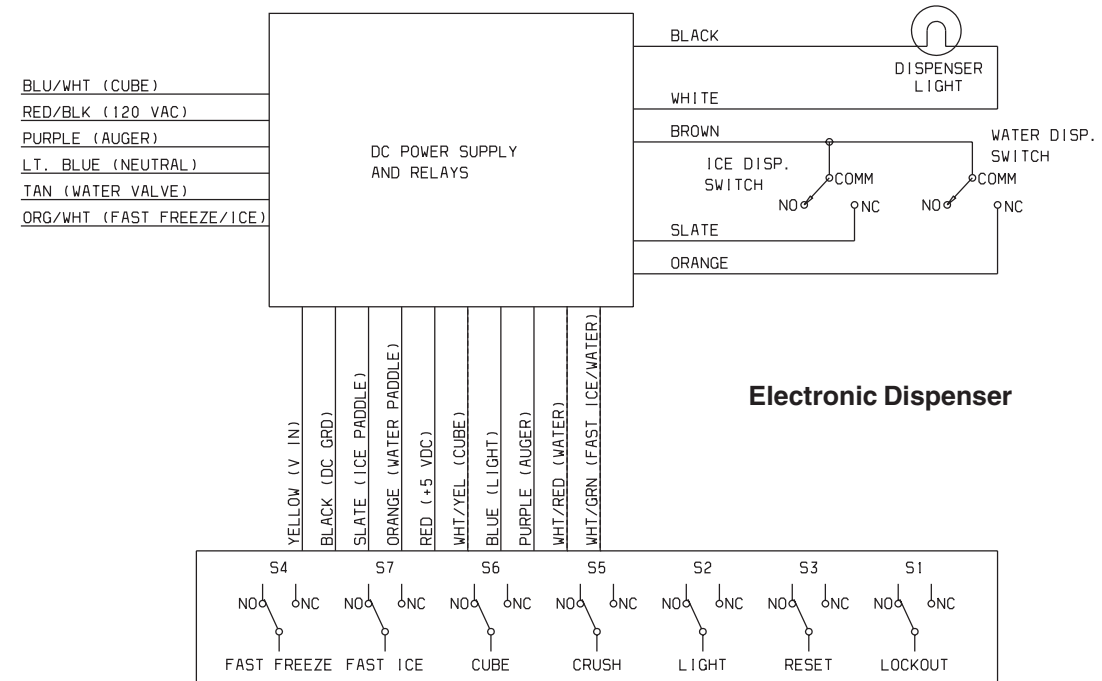 BLU/WHT (CUBE)
RED/BLK (120 VAC)
PURPLE (AUGER)
LT. BLUE (NEUTRAL)
TAN (WATER VALVE)
ORG/WHT (FAST FREEZE/ICE)
DC POWER SUPPLY
AND RELAYS
BLACK
DISPENSER
LIGHT
WHITE
BROWN
ICE DISP.
SWITCH
COMM
NO
NC
WATER DISP.
SWITCH
COMM
NO
NC
SLATE
ORANGE
Electronic Dispenser
YELLOW (V IN)
BLACK (DC GRD)
SLATE (ICE PADDLE)
ORANGE (WATER PADDLE)
RED (+5 VDC)
WHT/YEL (CUBE)
BLUE (LIGHT)
PURPLE (AUGER)
WHT/RED (WATER)
WHT/GRN (FAST ICE/WATER)
S4 S7 S6 S5 S2 S3 S1
NO NC NO NC NO NC NO NC NO NC NO NC NO NC
FAST FREEZE FAST ICE CUBE CRUSH LIGHT RESET LOCKOUT